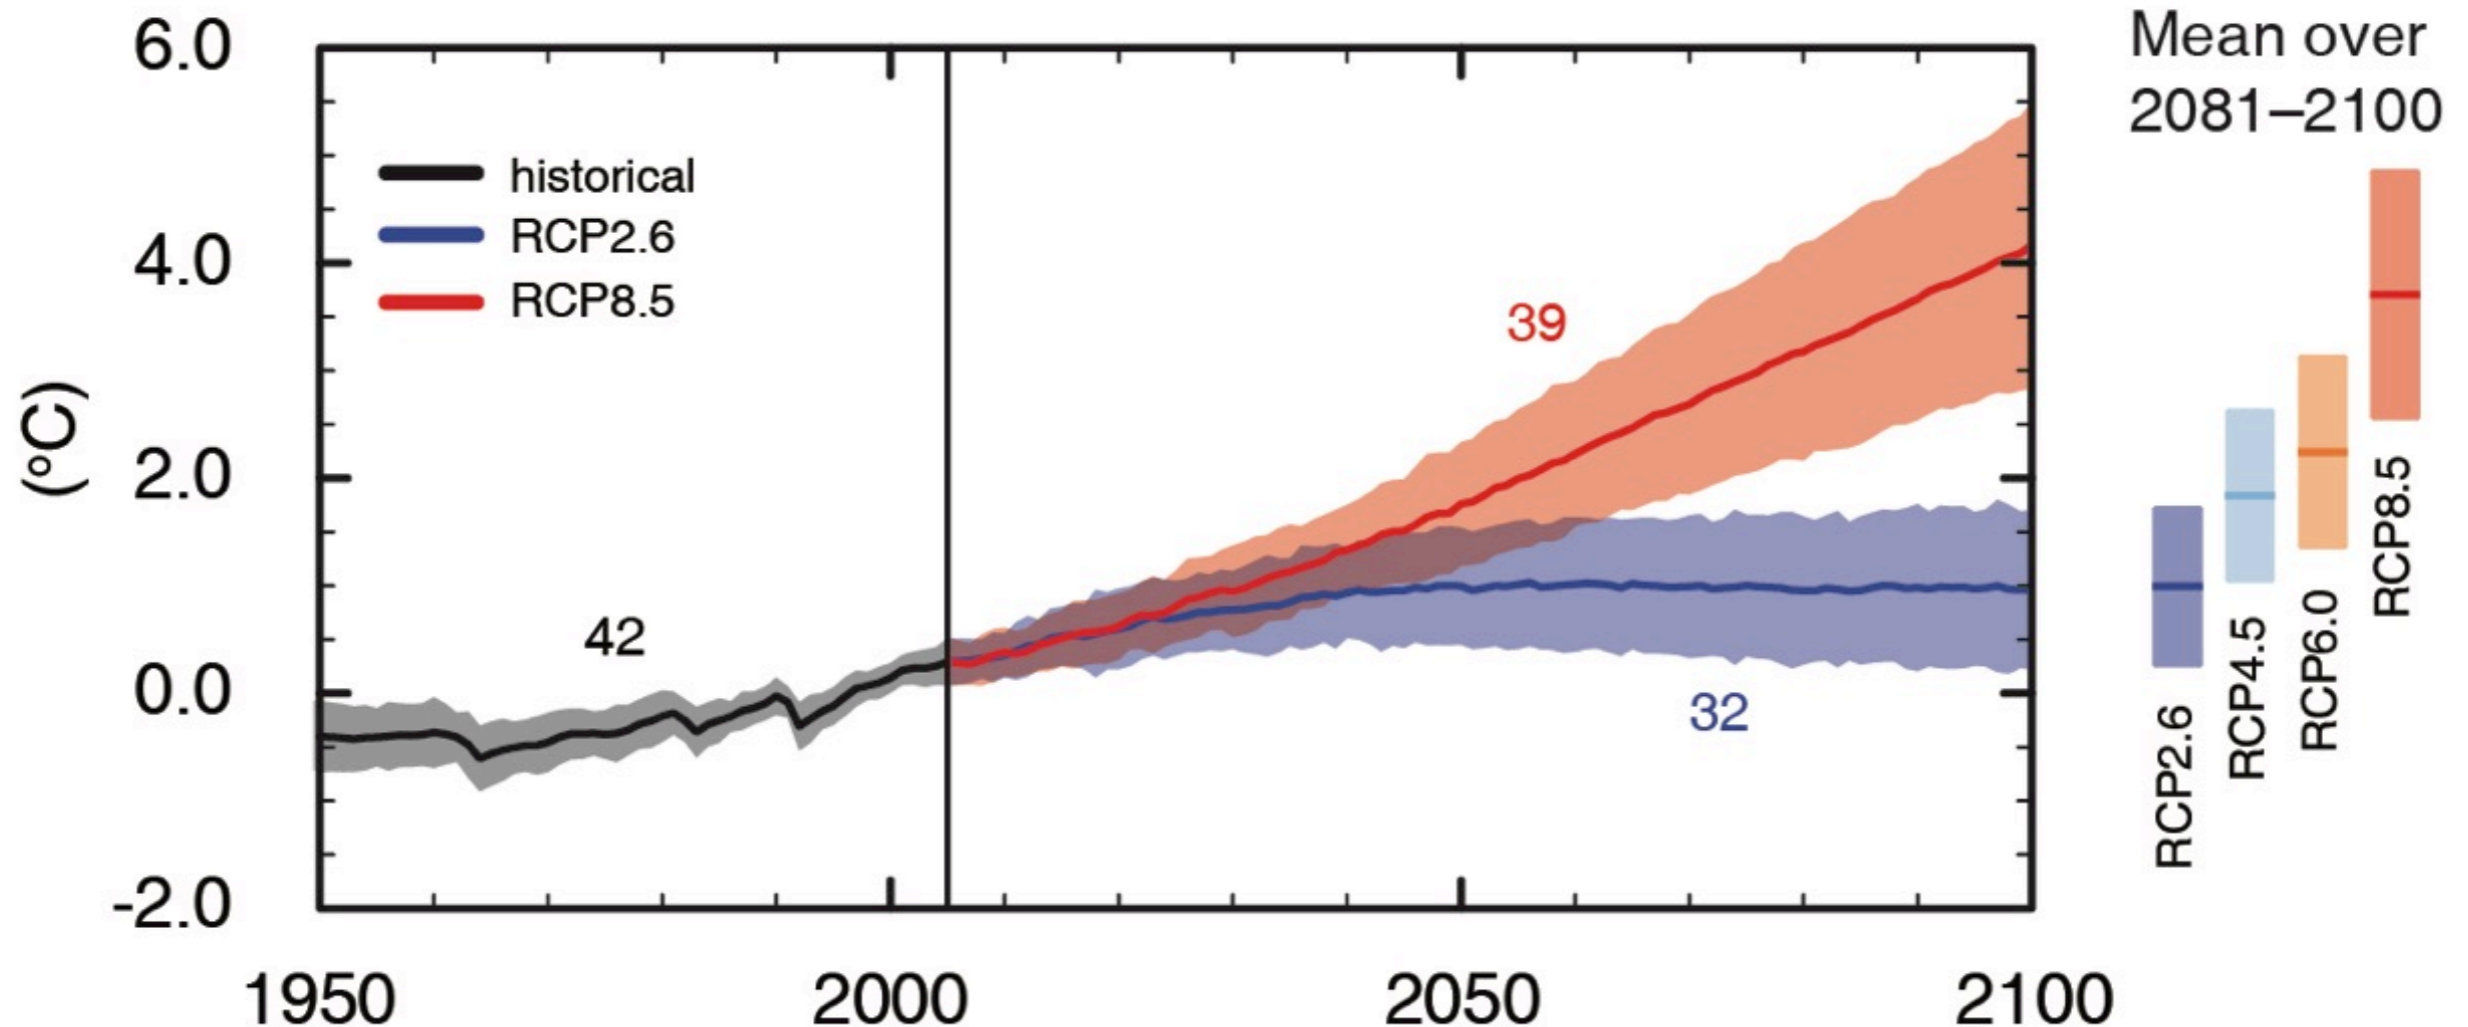 6.0
4.0
2.0
0.0
-2.0
(°C)
historical
RCP2.6
RCP8.5
42
39
32
1950
2000
2050
2100
Mean over
2081–2100
RCP2.6
RCP4.5
RCP6.0
RCP8.5